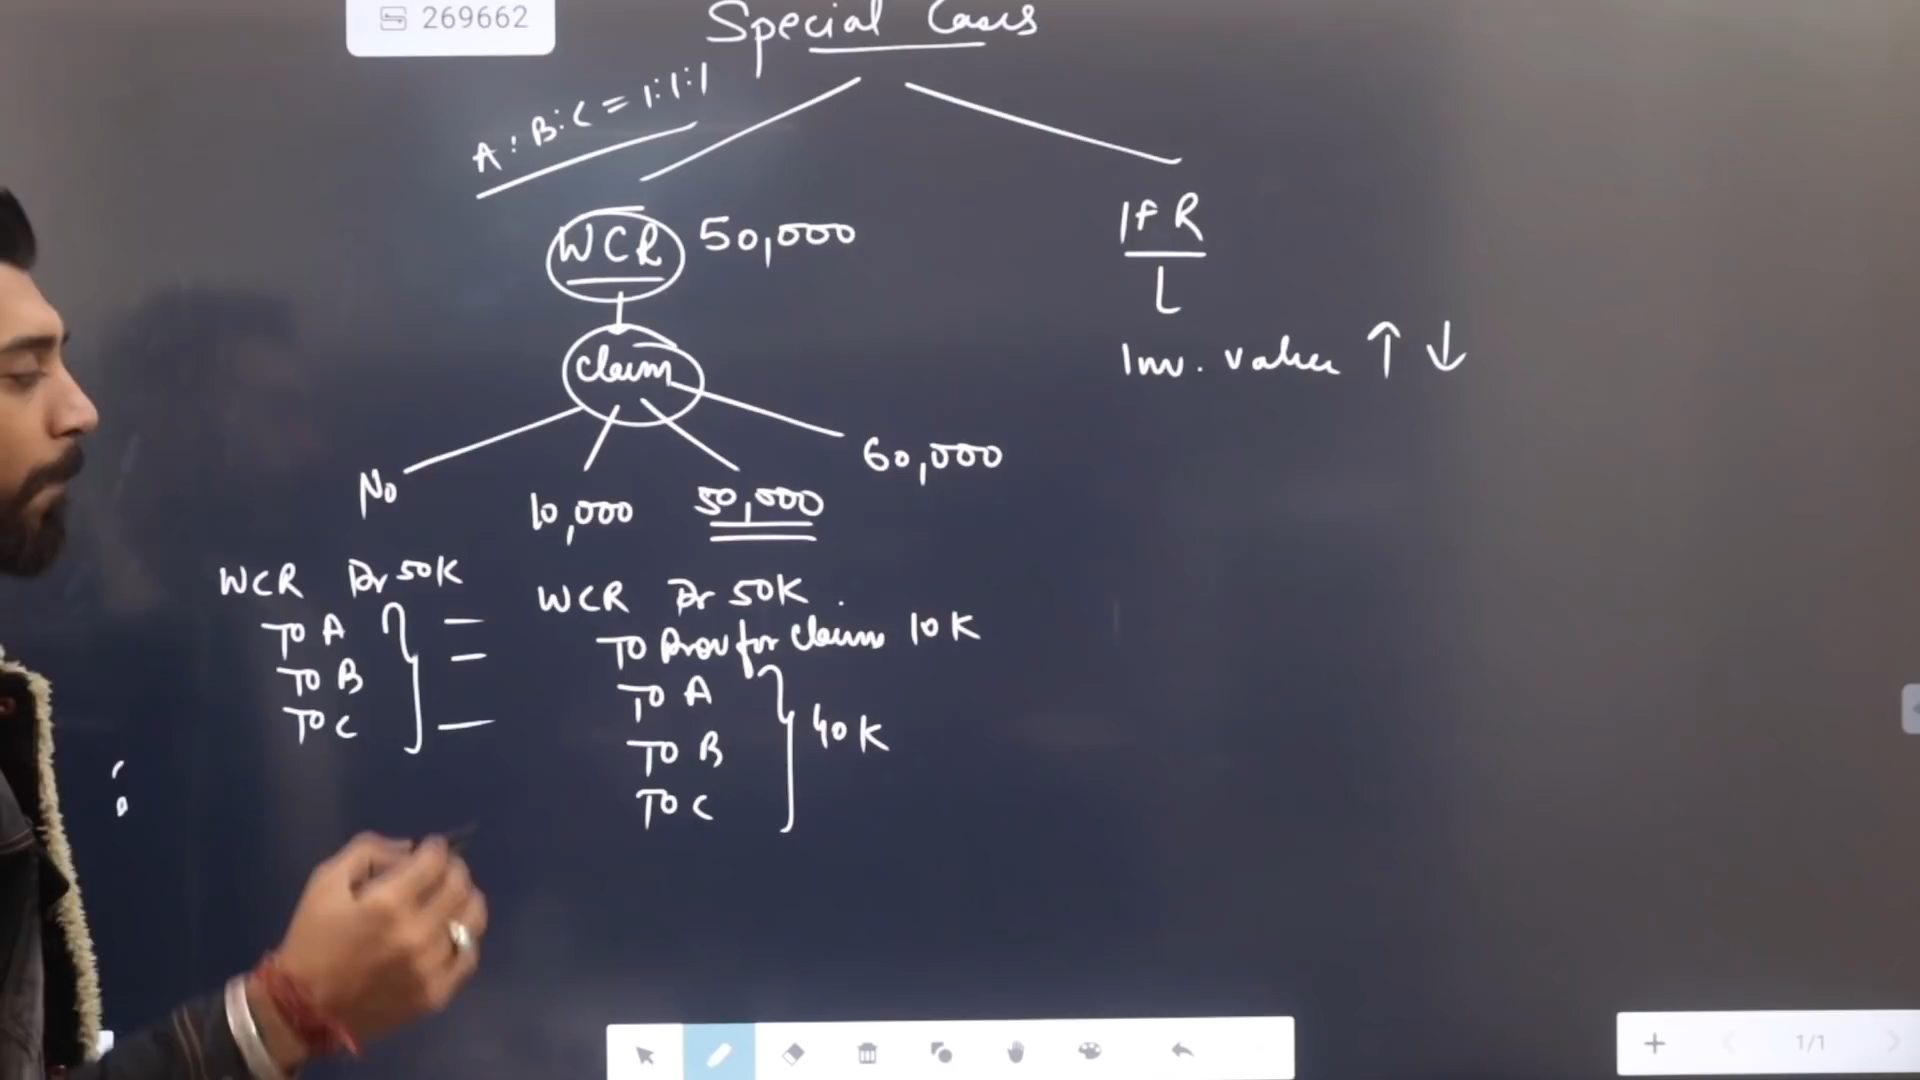 269662
Special Cases
A:B:C = 1:1:1
WCR 50,000
If R
L
Inv. value ↑ ↓
Claim
No
10,000
50,000
60,000
WCR Dr 50K
To A
To B
To C
WCR Dr 50K
To Prov for Claim 10K
To A
To B
To C
40K
1/1